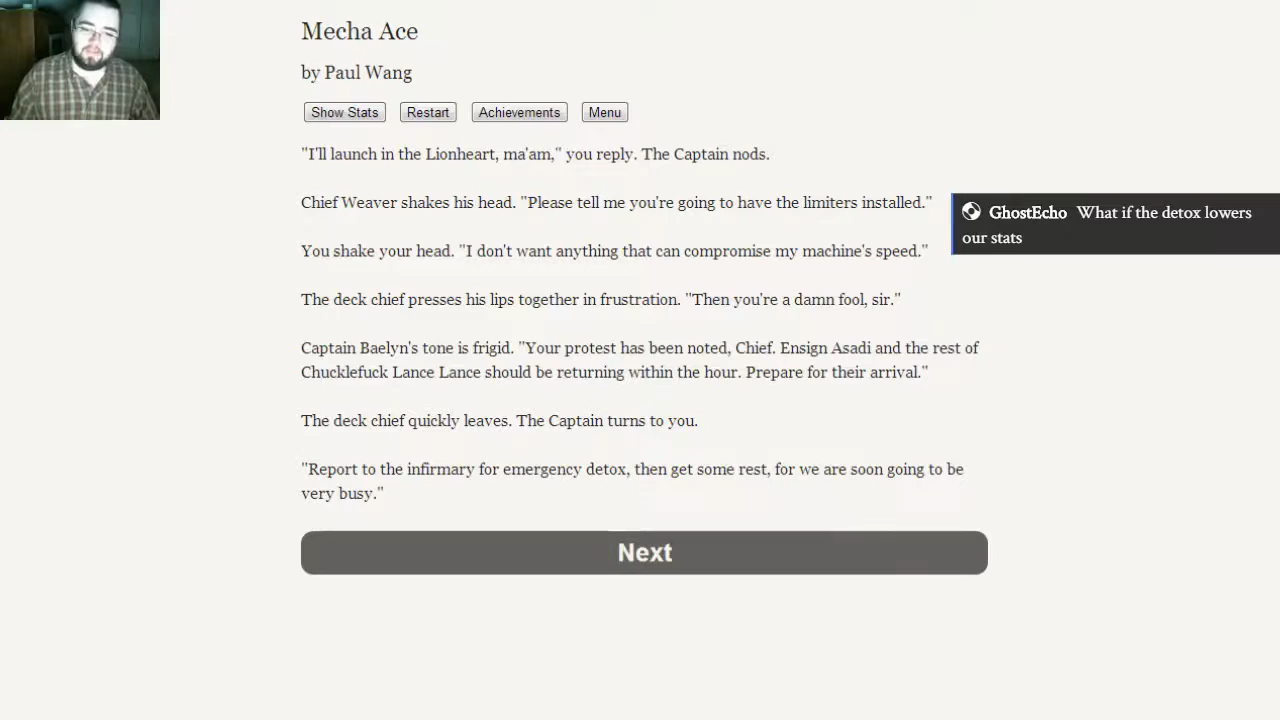 Mecha Ace
by Paul Wang
Show Stats Restart Achievements Menu
"I'll launch in the Lionheart, ma'am," you reply. The Captain nods.
Chief Weaver shakes his head. "Please tell me you're going to have the limiters installed."
GhostEcho What if the detox lowers
our stats
You shake your head. "I don't want anything that can compromise my machine's speed."
The deck chief presses his lips together in frustration. "Then you're a damn fool, sir."
Captain Baelyn's tone is frigid. "Your protest has been noted, Chief. Ensign Asadi and the rest of
Chucklefuck Lance Lance should be returning within the hour. Prepare for their arrival."
The deck chief quickly leaves. The Captain turns to you.
"Report to the infirmary for emergency detox, then get some rest, for we are soon going to be
very busy."
Next